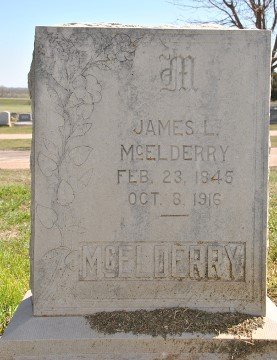 M
JAMES L.
McELDERRY
FEB. 23, 1845
OCT. 8, 1916
McELDERRY